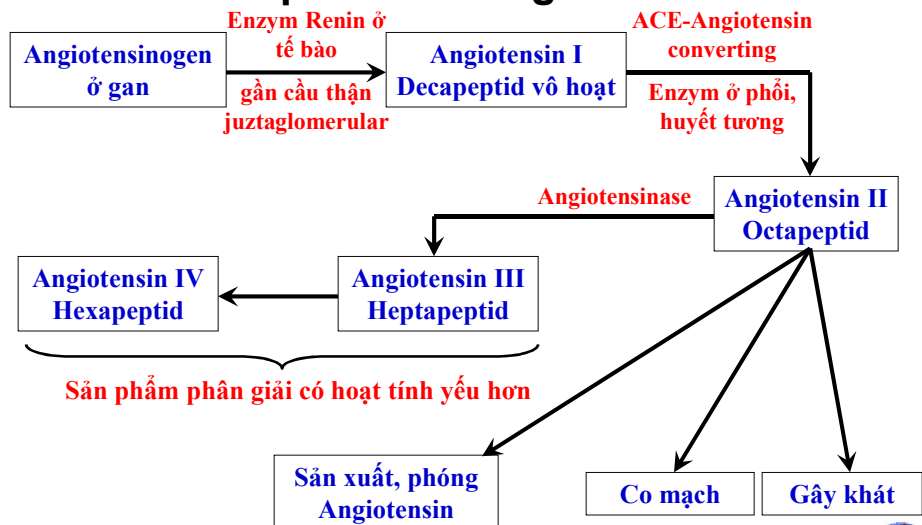 Enzym Renin ở
tế bào
gần cầu thận
juztaglomerular
Angiotensinogen
ở gan
Angiotensin I
Decapeptid vô hoạt
ACE-Angiotensin
converting
Enzym ở phổi,
huyết tương
Angiotensin II
Octapeptid
Angiotensinase
Angiotensin III
Heptapeptid
Angiotensin IV
Hexapeptid
Sản phẩm phân giải có hoạt tính yếu hơn
Sản xuất, phóng
Angiotensin
Co mạch
Gây khát